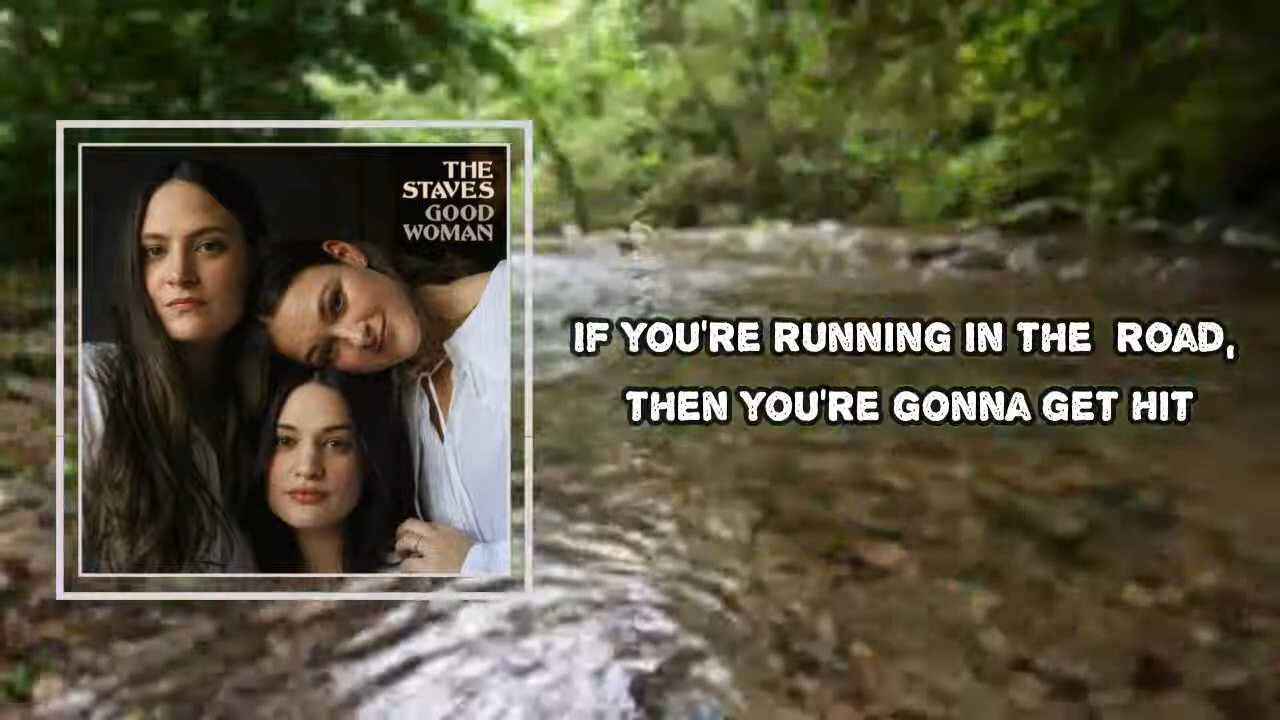 THE
STAVES
GOOD
WOMAN
IF YOU'RE RUNNING IN THE  ROAD,
THEN YOU'RE GONNA GET HIT